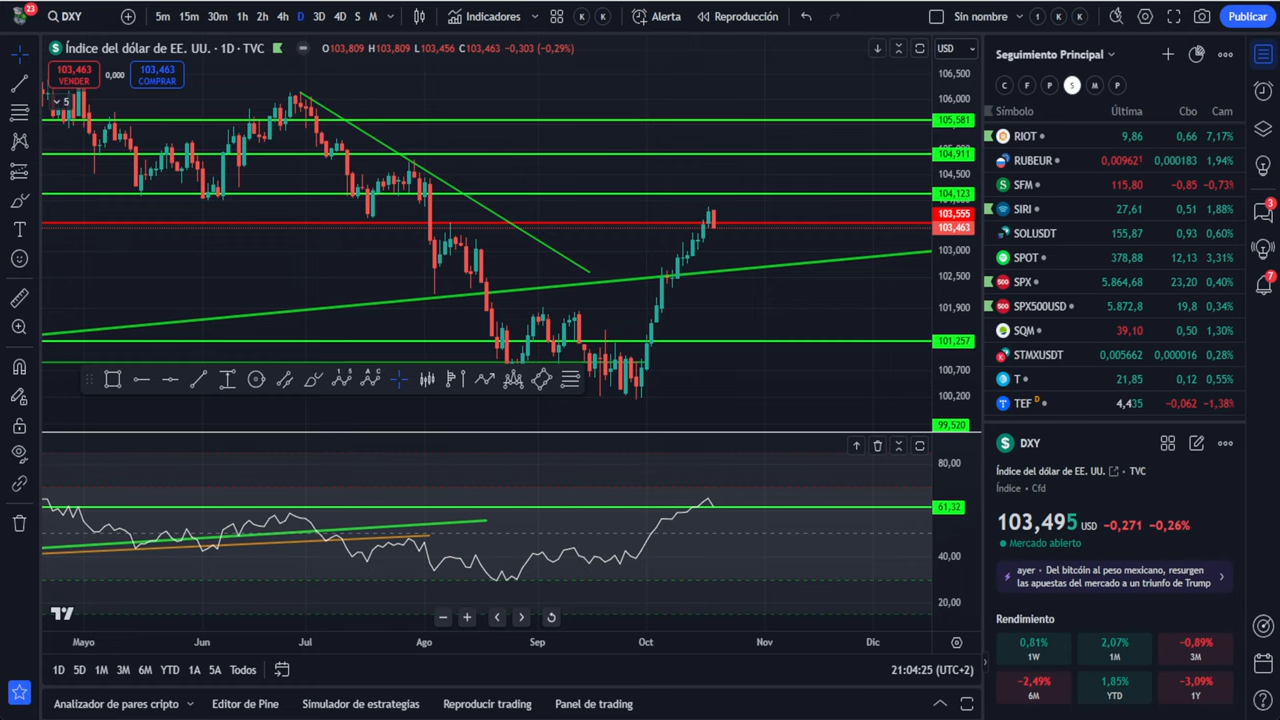 23
DXY
5m 15m 30m 1h 2h 4h D 3D 4D S M
Indicadores
K K
Alerta
Reproducción
Sin nombre
1 K K
Publicar
Índice del dólar de EE. UU. · 1D · TVC
O103,809 H103,809 L103,456 C103,463 −0,303 (−0,29%)
USD
103,463
VENDER
0,000
103,463
COMPRAR
5
106,500
106,000
105,581
104,911
104,500
104,123
103,555
103,463
103,000
102,500
101,900
101,257
100,700
100,200
99,520
80,00
61,32
40,00
20,00
Mayo Jun Jul Ago Sep Oct Nov Dic
1D 5D 1M 3M 6M YTD 1A 5A Todos
21:04:25 (UTC+2)
Analizador de pares cripto
Editor de Pine
Simulador de estrategias
Reproducir trading
Panel de trading
Seguimiento Principal
C F P S M P
Símbolo Última Cbo Cam
RIOT 9,86 0,66 7,17%
RUBEUR 0,00962¹ 0,000183 1,94%
SFM 115,80 −0,85 −0,73%
SIRI 27,61 0,51 1,88%
SOLUSDT 155,87 0,93 0,60%
SPOT 378,88 12,13 3,31%
SPX 5.864,68 23,20 0,40%
SPX500USD 5.872,8 19,8 0,34%
SQM 39,10 0,50 1,30%
STMXUSDT 0,005662 0,000016 0,28%
T 21,85 0,12 0,55%
TEF D 4,435 −0,062 −1,38%
DXY
Índice del dólar de EE. UU. · TVC
Índice · Cfd
103,495 USD −0,271 −0,26%
Mercado abierto
ayer · Del bitcóin al peso mexicano, resurgen
las apuestas del mercado a un triunfo de Trump
Rendimiento
0,81% 2,07% −0,89%
1W 1M 3M
−2,49% 1,85% −3,09%
6M YTD 1Y
3
7